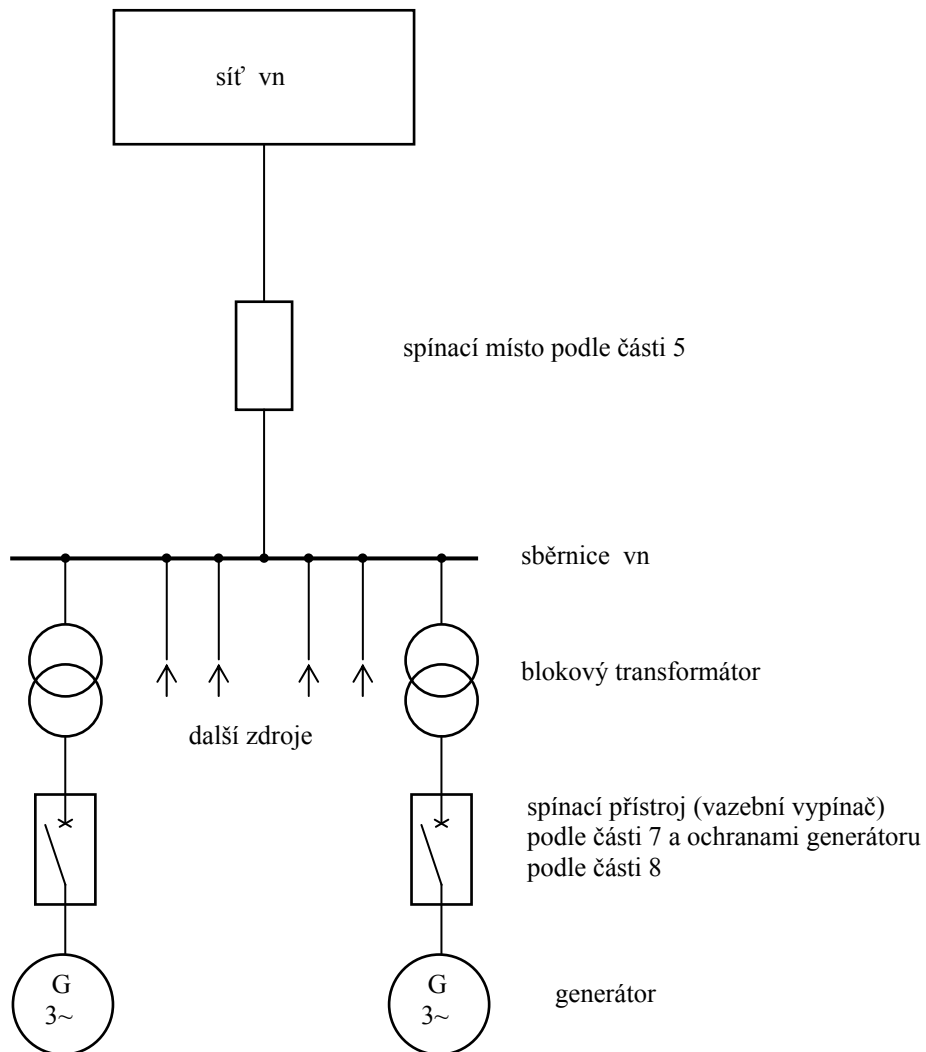 síť vn
spínací místo podle části 5
sběrnice vn
blokový transformátor
další zdroje
spínací přístroj (vazební vypínač)
podle části 7 a ochranami generátoru
podle části 8
G
3~
G
3~
generátor